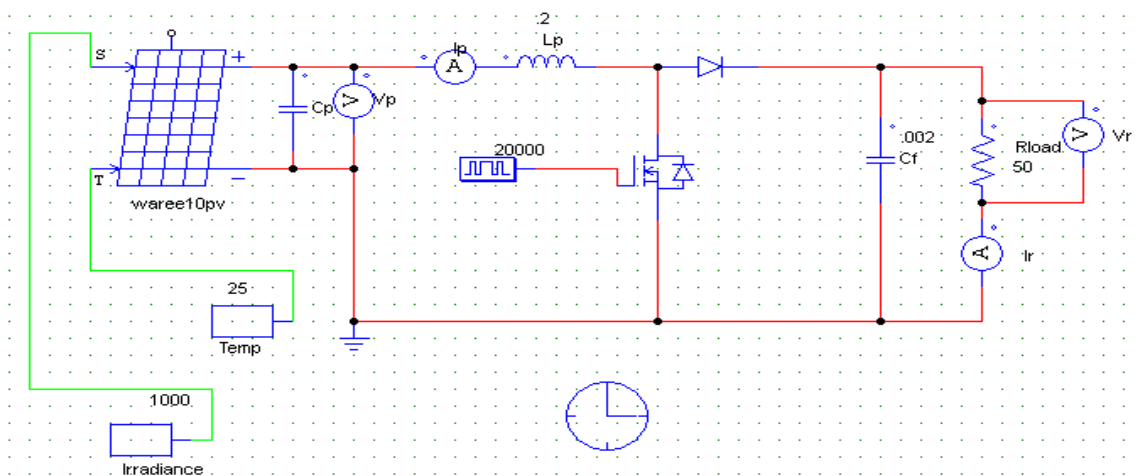 .2
Ip
Lp
A
S
+
Cp
V
Vp
20000
.002
Cf
Rload
50
V
Vr
T
−
waree10pv
A
Ir
25
Temp
1000
Irradiance